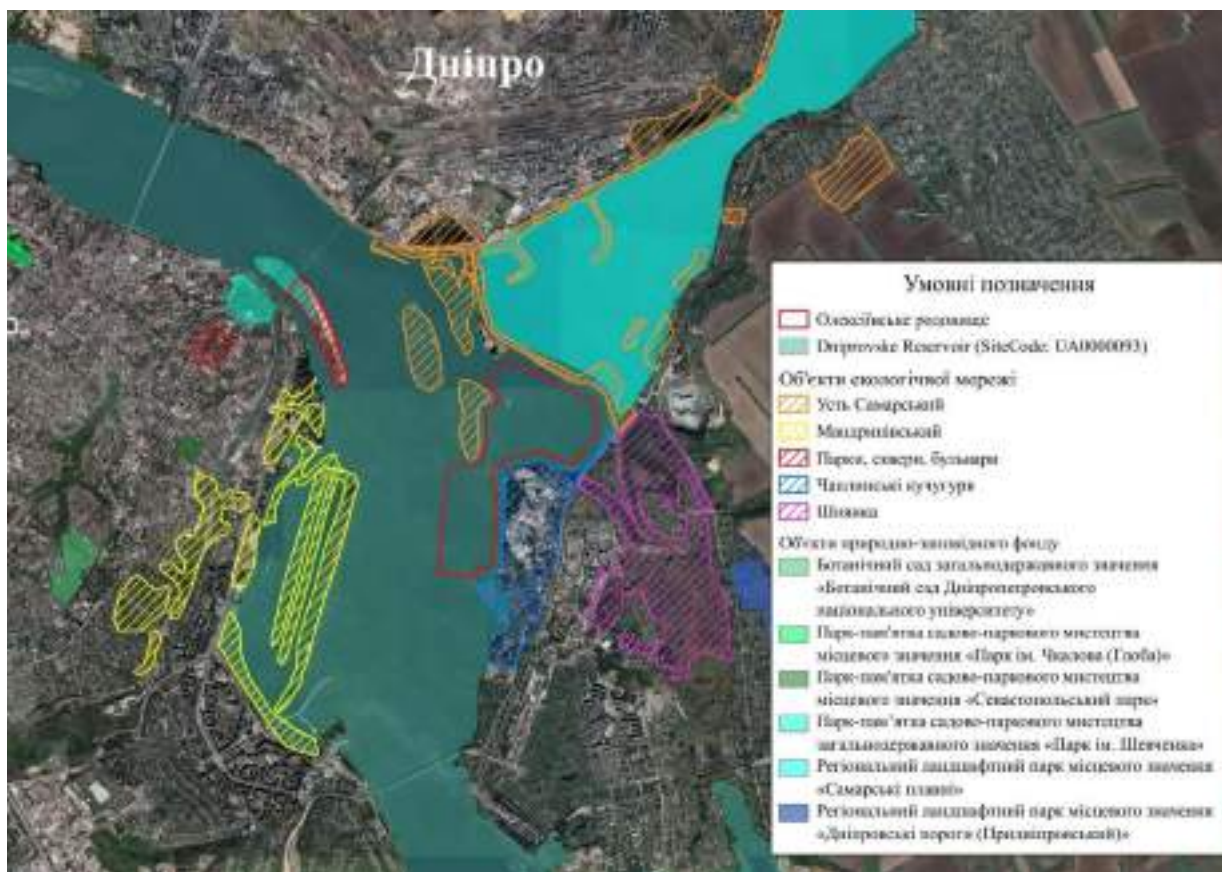 Дніпро
Умовні позначення
Олексіївське родовище
Dniprovske Reservoir (SiteCode: UA0000093)
Об'єкти екологічної мережі
Усть Самарський
Мандриківський
Парки, сквери, бульвари
Чаплинські кучугури
Шиянка
Об'єкти природно-заповідного фонду
Ботанічний сад загальнодержавного значення
«Ботанічний сад Дніпропетровського
національного університету»
Парк-пам'ятка садово-паркового мистецтва
місцевого значення «Парк ім. Чкалова (Глоби)»
Парк-пам'ятка садово-паркового мистецтва
місцевого значення «Севастопольський парк»
Парк-пам'ятка садово-паркового мистецтва
загальнодержавного значення «Парк ім. Шевченка»
Регіональний ландшафтний парк місцевого значення
«Самарські плавні»
Регіональний ландшафтний парк місцевого значення
«Дніпровські пороги (Придніпровський)»